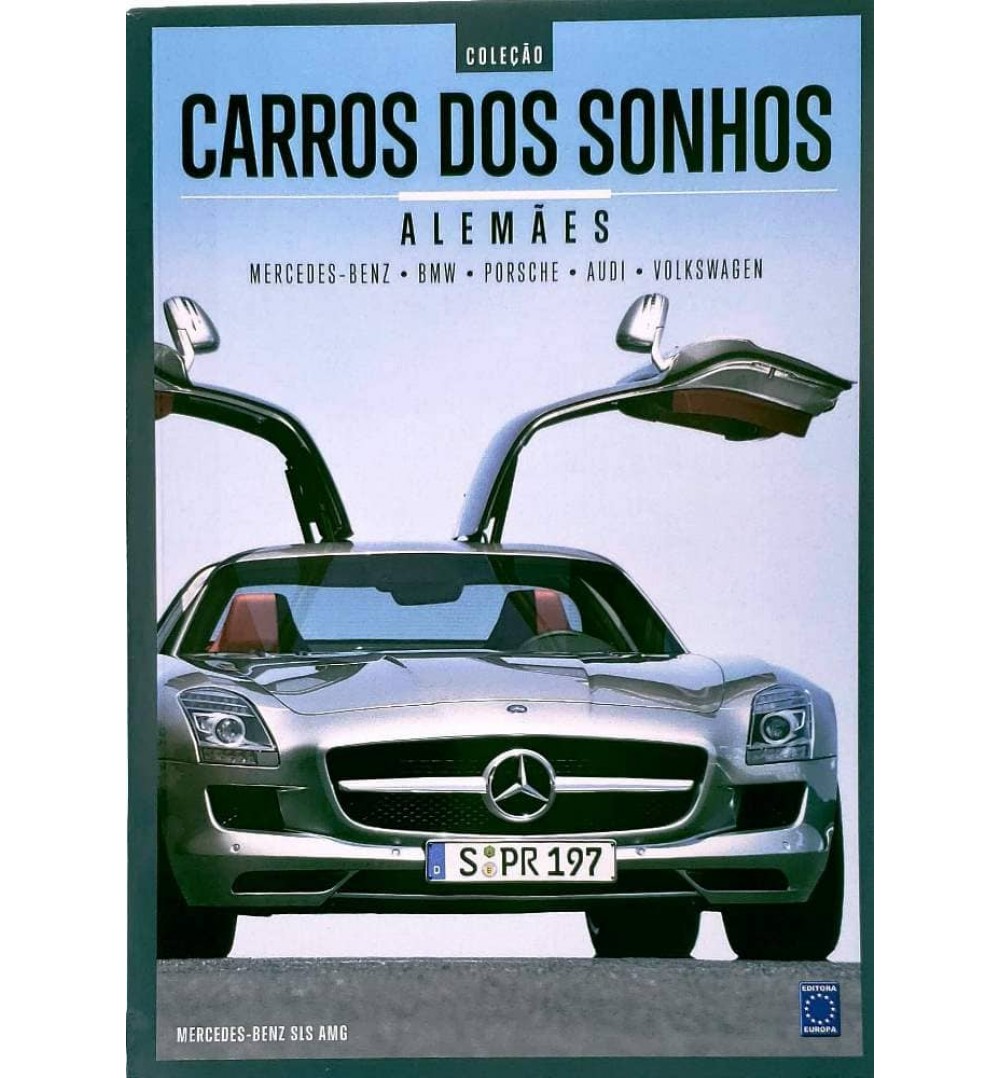 COLEÇÃO
CARROS DOS SONHOS
ALEMÃES
MERCEDES-BENZ • BMW • PORSCHE • AUDI • VOLKSWAGEN
D S PR 197
MERCEDES-BENZ SLS AMG
EDITORA
EUROPA